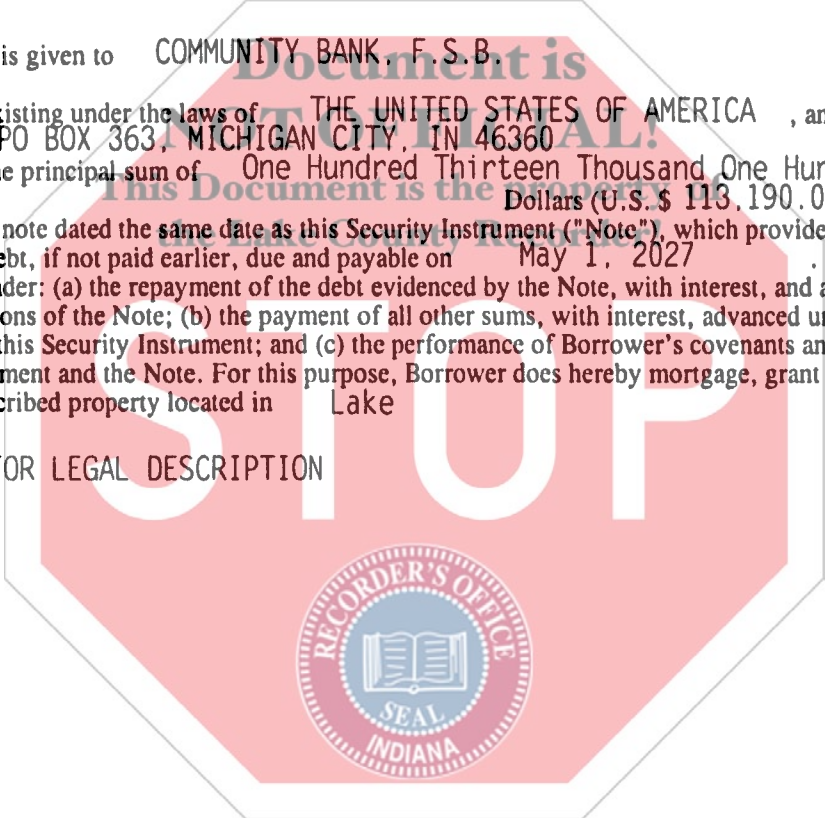 is given to COMMUNITY BANK, F.S.B.
Document is
isting under the laws of THE UNITED STATES OF AMERICA , an
NOT OFFICIAL!
PO BOX 363, MICHIGAN CITY, IN 46360
e principal sum of One Hundred Thirteen Thousand One Hun
This Document is the property
Dollars (U.S. $ 113,190.0
the Lake County Recorder!
note dated the same date as this Security Instrument ("Note"), which provide
ebt, if not paid earlier, due and payable on May 1, 2027 .
der: (a) the repayment of the debt evidenced by the Note, with interest, and a
ons of the Note; (b) the payment of all other sums, with interest, advanced u
this Security Instrument; and (c) the performance of Borrower's covenants an
ment and the Note. For this purpose, Borrower does hereby mortgage, grant
cribed property located in Lake
OR LEGAL DESCRIPTION
STOP
RECORDER'S OFFICE
SEAL
INDIANA